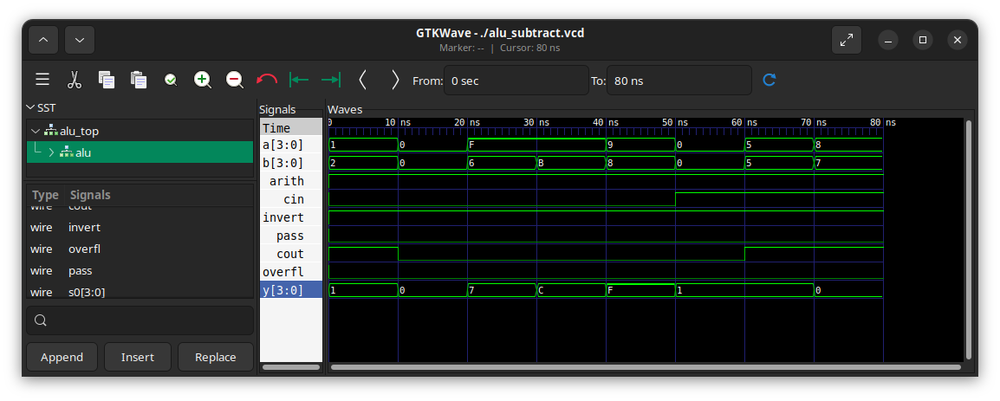 GTKWave - ./alu_subtract.vcd
Marker: -- | Cursor: 80 ns
From: 0 sec To: 80 ns
SST
alu_top
alu
Type Signals
wire cout
wire invert
wire overfl
wire pass
wire s0[3:0]
Append Insert Replace
Signals
Time
a[3:0]
b[3:0]
arith
cin
invert
pass
cout
overfl
y[3:0]
Waves
0 10 ns 20 ns 30 ns 40 ns 50 ns 60 ns 70 ns 80 ns
1 0 F 9 0 5 8
2 0 6 B 8 0 5 7
1 0 7 C F 1 0